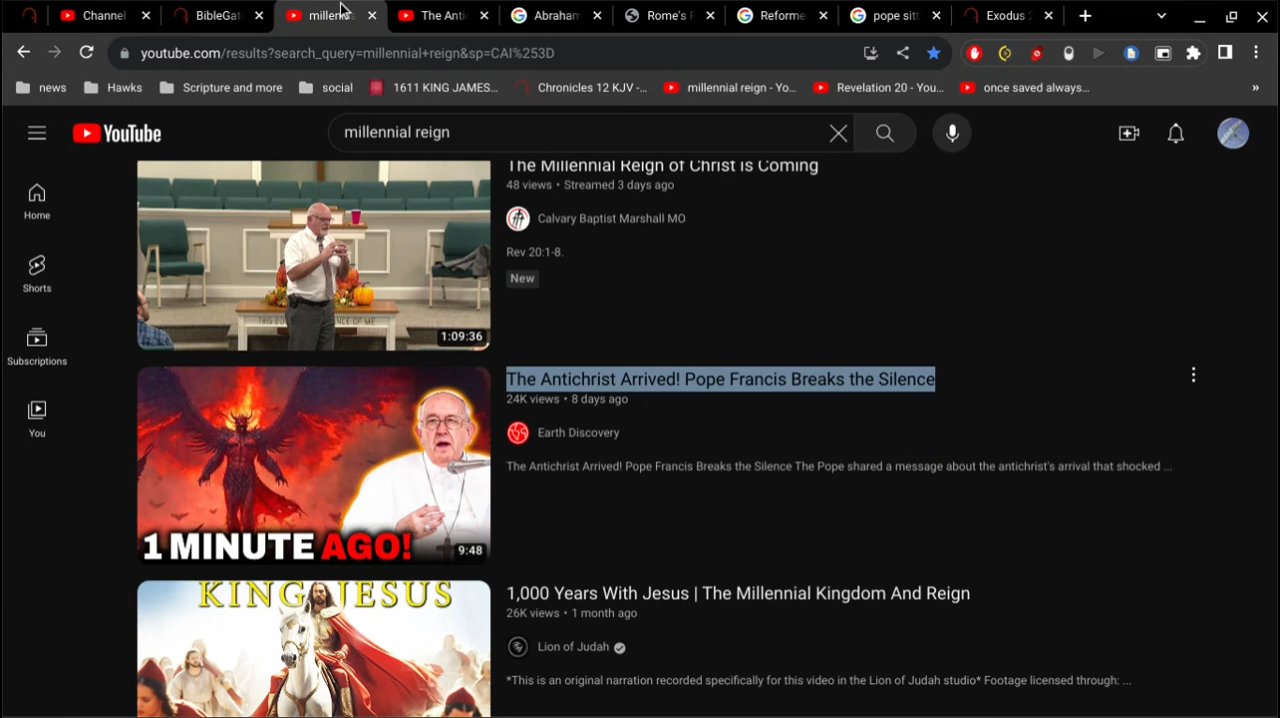 Channel
BibleGat
millenni
The Anti
Abraham
Rome's F
Reforme
pope sitt
Exodus 2
youtube.com/results?search_query=millennial+reign&sp=CAI%253D
news
Hawks
Scripture and more
social
1611 KING JAMES...
Chronicles 12 KJV -...
millennial reign - Yo...
Revelation 20 - You...
once saved always...
»
YouTube
millennial reign
Home
Shorts
Subscriptions
You
The Millennial Reign of Christ is Coming
48 views • Streamed 3 days ago
Calvary Baptist Marshall MO
Rev 20:1-8.
New
1:09:36
The Antichrist Arrived! Pope Francis Breaks the Silence
24K views • 8 days ago
Earth Discovery
The Antichrist Arrived! Pope Francis Breaks the Silence The Pope shared a message about the antichrist's arrival that shocked ...
1 MINUTE AGO!
9:48
KING JESUS
1,000 Years With Jesus | The Millennial Kingdom And Reign
26K views • 1 month ago
Lion of Judah
*This is an original narration recorded specifically for this video in the Lion of Judah studio* Footage licensed through: ...